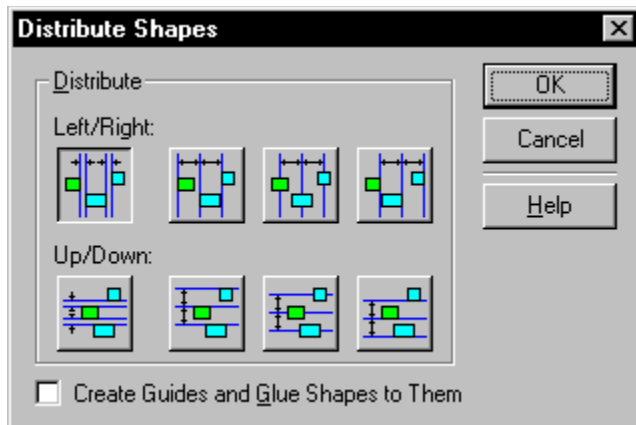 Distribute Shapes
Distribute
Left/Right:
Up/Down:
OK
Cancel
Help
Create Guides and Glue Shapes to Them